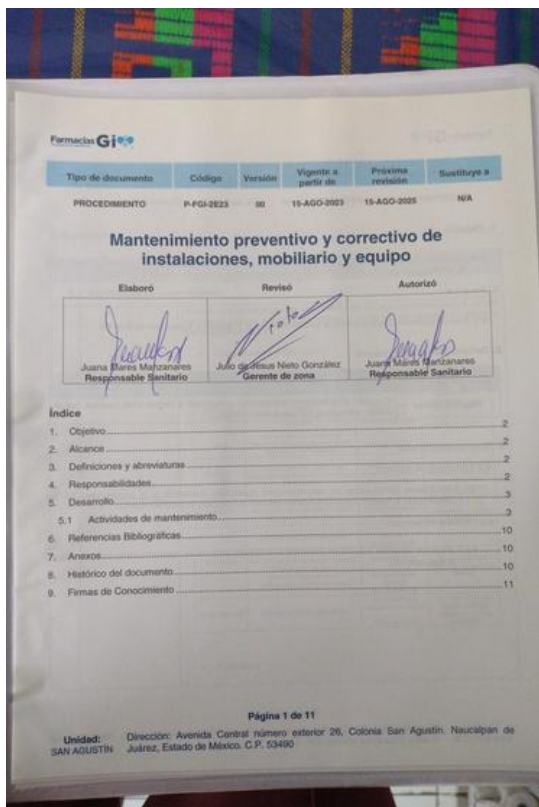 Farmacias Gi
Tipo de documento Código Versión Vigente a partir de Próxima revisión Sustituye a
PROCEDIMIENTO P-FGI-2E23 00 15-AGO-2023 15-AGO-2025 N/A
Mantenimiento preventivo y correctivo de
instalaciones, mobiliario y equipo
Elaboró Revisó Autorizó
Juana Mares Manzanares Julio de Jesus Nieto González Juana Mares Manzanares
Responsable Sanitario Gerente de zona Responsable Sanitario
Índice
1. Objetivo 2
2. Alcance 2
3. Definiciones y abreviaturas 2
4. Responsabilidades 2
5. Desarrollo 3
5.1 Actividades de mantenimiento 3
6. Referencias Bibliográficas 10
7. Anexos 10
8. Histórico del documento 10
9. Firmas de Conocimiento 11
Página 1 de 11
Unidad: Dirección: Avenida Central número exterior 26, Colonia San Agustín. Naucalpan de
SAN AGUSTÍN Juárez, Estado de México. C.P. 53490